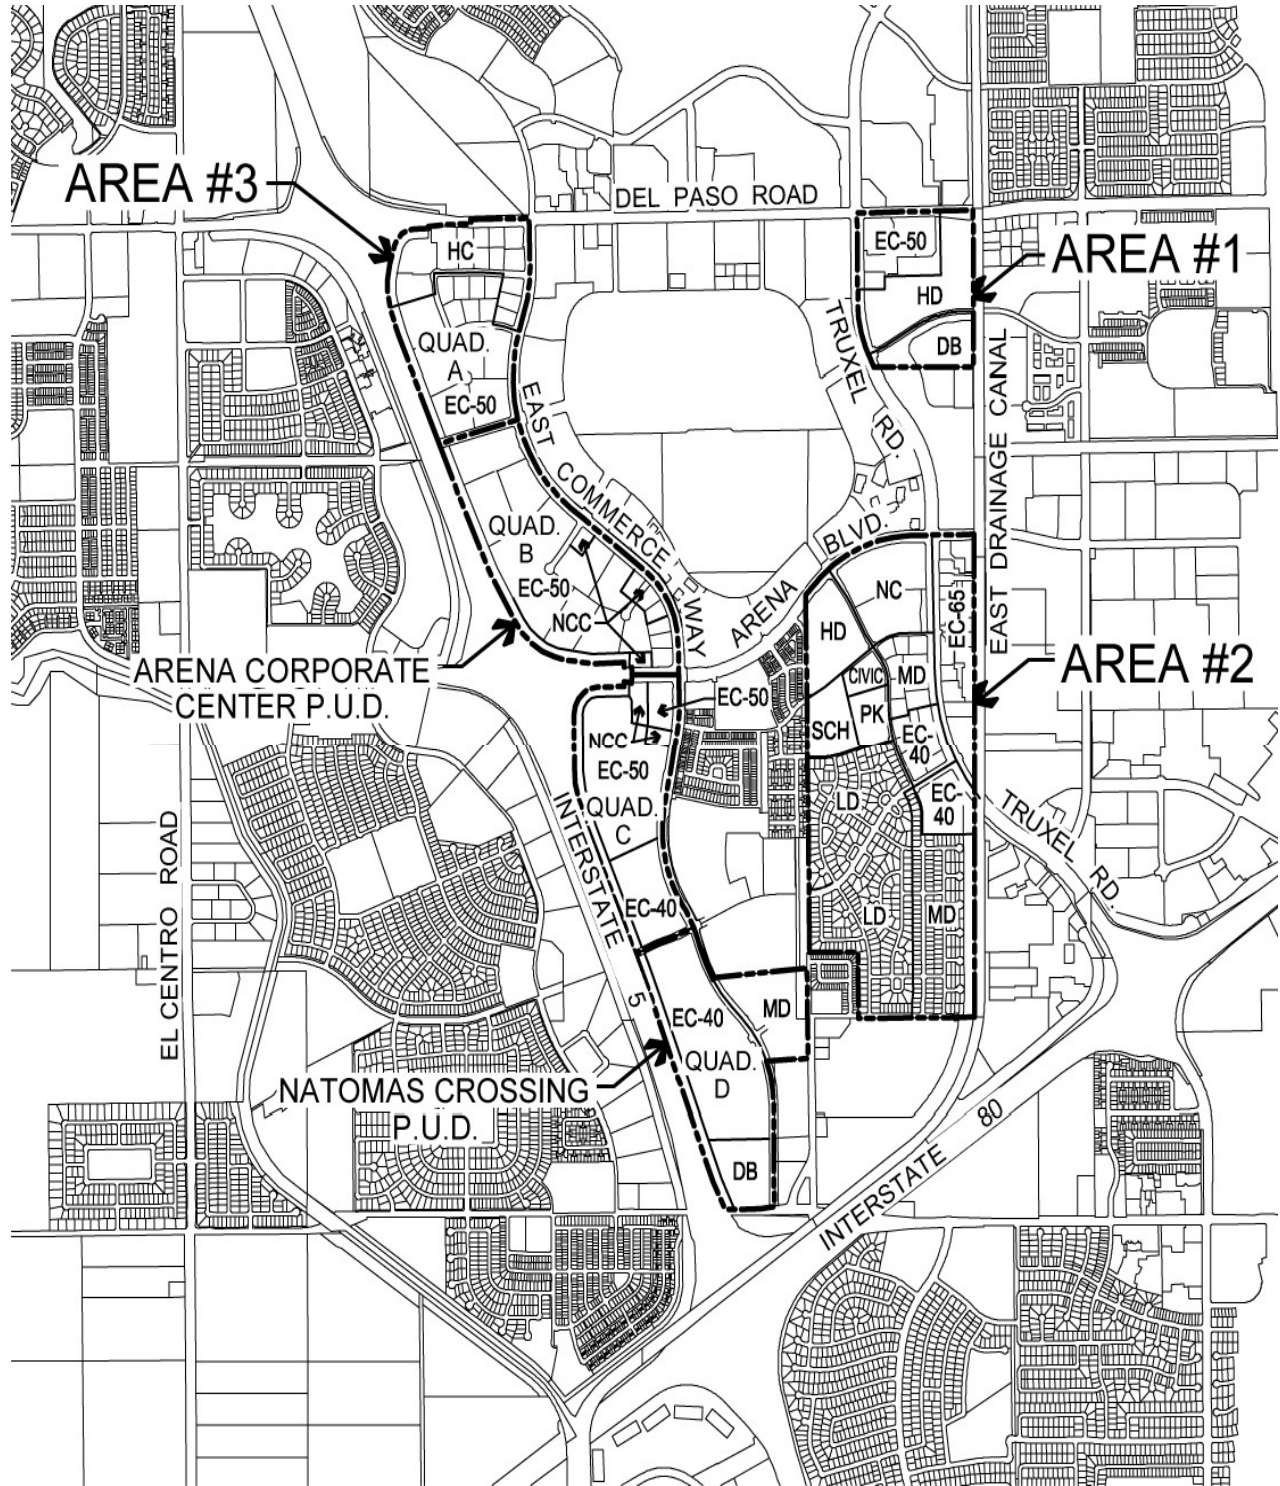 AREA #3
DEL PASO ROAD
HC
EC-50
AREA #1
HD
TRUXEL RD.
DB
QUAD.
A
EC-50
EAST DRAINAGE CANAL
EAST COMMERCE WAY
QUAD.
B
EC-50
NCC
ARENA BLVD.
NC
EC-65
HD
ARENA CORPORATE
CENTER P.U.D.
CIVIC
MD
AREA #2
EC-50
SCH
PK
NCC
EC-50
EC-
40
QUAD.
C
LD
EC-
40
TRUXEL RD.
INTERSTATE 5
EL CENTRO ROAD
EC-40
LD
MD
EC-40
MD
QUAD.
D
NATOMAS CROSSING
P.U.D.
DB
INTERSTATE 80